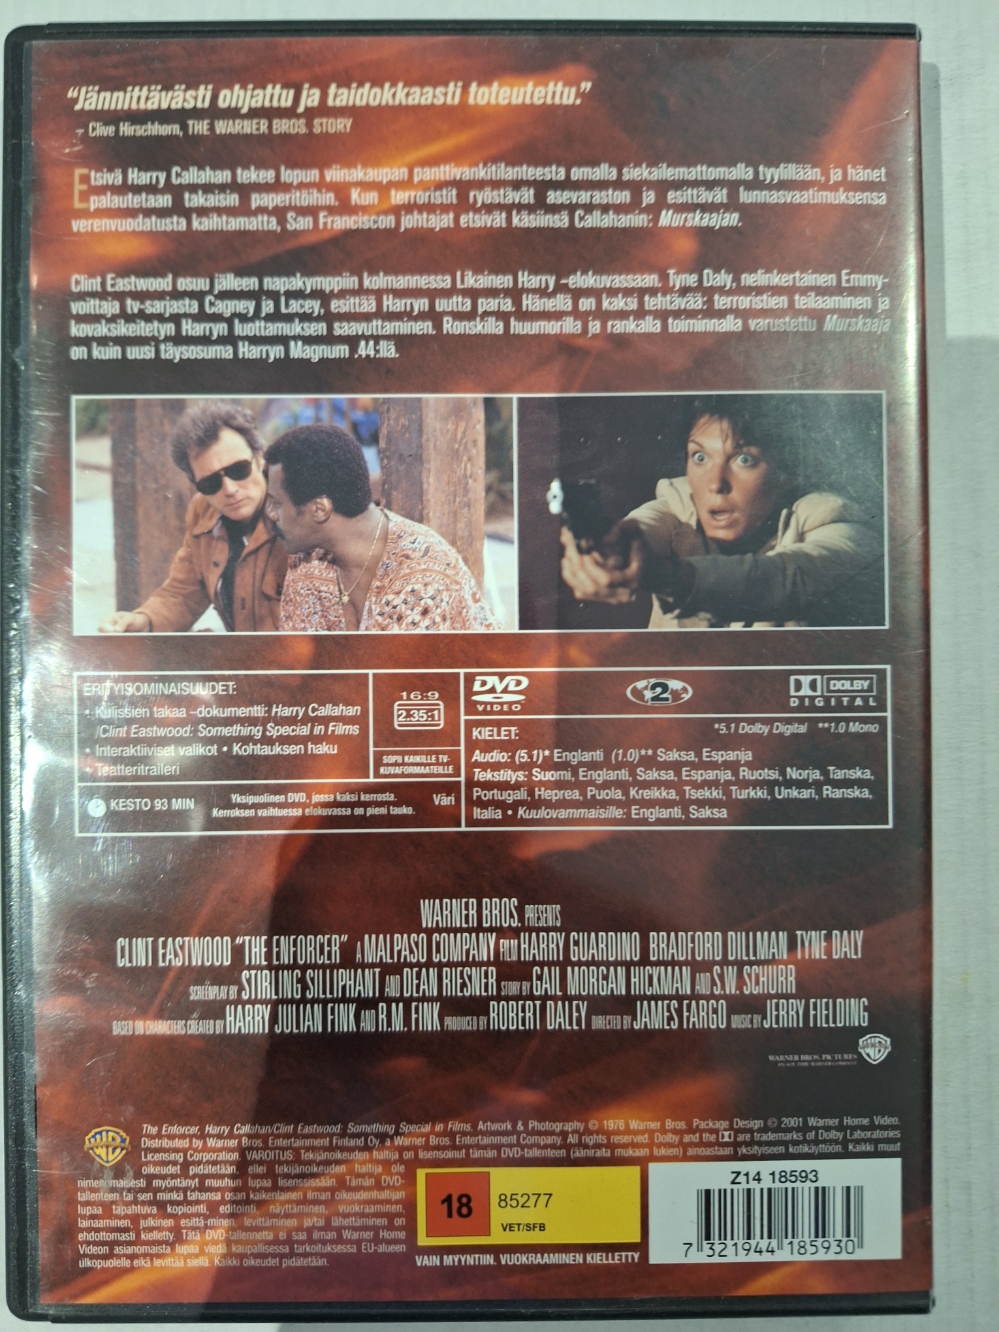 "Jännittävästi ohjattu ja taidokkaasti toteutettu."
– Clive Hirschhorn, THE WARNER BROS. STORY
Etsivä Harry Callahan tekee lopun viinakaupan panttivankitilanteesta omalla siekailemattomalla tyylillään, ja hänet
palautetaan takaisin paperitöihin. Kun terroristit ryöstävät asevaraston ja esittävät lunnasvaatimuksensa
verenvuodatusta kaihtamatta, San Franciscon johtajat etsivät käsiinsä Callahanin: Murskaajan.
Clint Eastwood osuu jälleen napakymppiin kolmannessa Likainen Harry –elokuvassaan. Tyne Daly, nelinkertainen Emmy-
voittaja tv-sarjasta Cagney ja Lacey, esittää Harryn uutta paria. Hänellä on kaksi tehtävää: terroristien teilaaminen ja
kovaksikeitetyn Harryn luottamuksen saavuttaminen. Ronskilla huumorilla ja rankalla toiminnalla varustettu Murskaaja
on kuin uusi täysosuma Harryn Magnum .44:llä.
ERITYISOMINAISUUDET:
• Kulissien takaa –dokumentti: Harry Callahan
/Clint Eastwood: Something Special in Films
• Interaktiiviset valikot • Kohtauksen haku
• Teatteritraileri
16:9
2.35:1
SOPII KAIKILLE TV-
KUVAFORMAATEILLE
KESTO 93 MIN
Yksipuolinen DVD, jossa kaksi kerrosta.
Kerroksen vaihtuessa elokuvassa on pieni tauko.
Väri
DVD
VIDEO
2
DOLBY
DIGITAL
KIELET:
*5.1 Dolby Digital **1.0 Mono
Audio: (5.1)* Englanti (1.0)** Saksa, Espanja
Tekstitys: Suomi, Englanti, Saksa, Espanja, Ruotsi, Norja, Tanska,
Portugali, Heprea, Puola, Kreikka, Tsekki, Turkki, Unkari, Ranska,
Italia • Kuulovammaisille: Englanti, Saksa
WARNER BROS. PRESENTS
CLINT EASTWOOD "THE ENFORCER" A MALPASO COMPANY FILM HARRY GUARDINO BRADFORD DILLMAN TYNE DALY
SCREENPLAY BY STIRLING SILLIPHANT AND DEAN RIESNER STORY BY GAIL MORGAN HICKMAN AND S.W. SCHURR
BASED ON CHARACTERS CREATED BY HARRY JULIAN FINK AND R.M. FINK PRODUCED BY ROBERT DALEY DIRECTED BY JAMES FARGO MUSIC BY JERRY FIELDING
WARNER BROS. PICTURES
AN AOL TIME WARNER COMPANY
The Enforcer, Harry Callahan/Clint Eastwood: Something Special in Films. Artwork & Photography © 1976 Warner Bros. Package Design © 2001 Warner Home Video.
Distributed by Warner Bros. Entertainment Finland Oy, a Warner Bros. Entertainment Company. All rights reserved. Dolby and the DD are trademarks of Dolby Laboratories
Licensing Corporation. VAROITUS: Tekijänoikeuden haltija on lisensoinut tämän DVD-tallenteen (ääniraita mukaan lukien) ainoastaan yksityiseen kotikäyttöön. Kaikki muut
oikeudet pidätetään, ellei tekijänoikeuden haltija ole
nimenomaisesti myöntänyt muuhun lupaa lisenssissään. Tämän DVD-
tallenteen tai sen minkä tahansa osan kaikenlainen ilman oikeudenhaltijan
lupaa tapahtuva kopiointi, editointi, näyttäminen, vuokraaminen,
lainaaminen, julkinen esittä-minen, levittäminen ja/tai lähettäminen on
ehdottomasti kielletty. Tätä DVD-tallennetta ei saa ilman Warner Home
Videon asianomaista lupaa viedä kaupallisessa tarkoituksessa EU-alueen
ulkopuolelle eikä levittää siellä. Kaikki oikeudet pidätetään.
18
85277
VET/SFB
VAIN MYYNTIIN. VUOKRAAMINEN KIELLETTY
Z14 18593
7 321944 185930